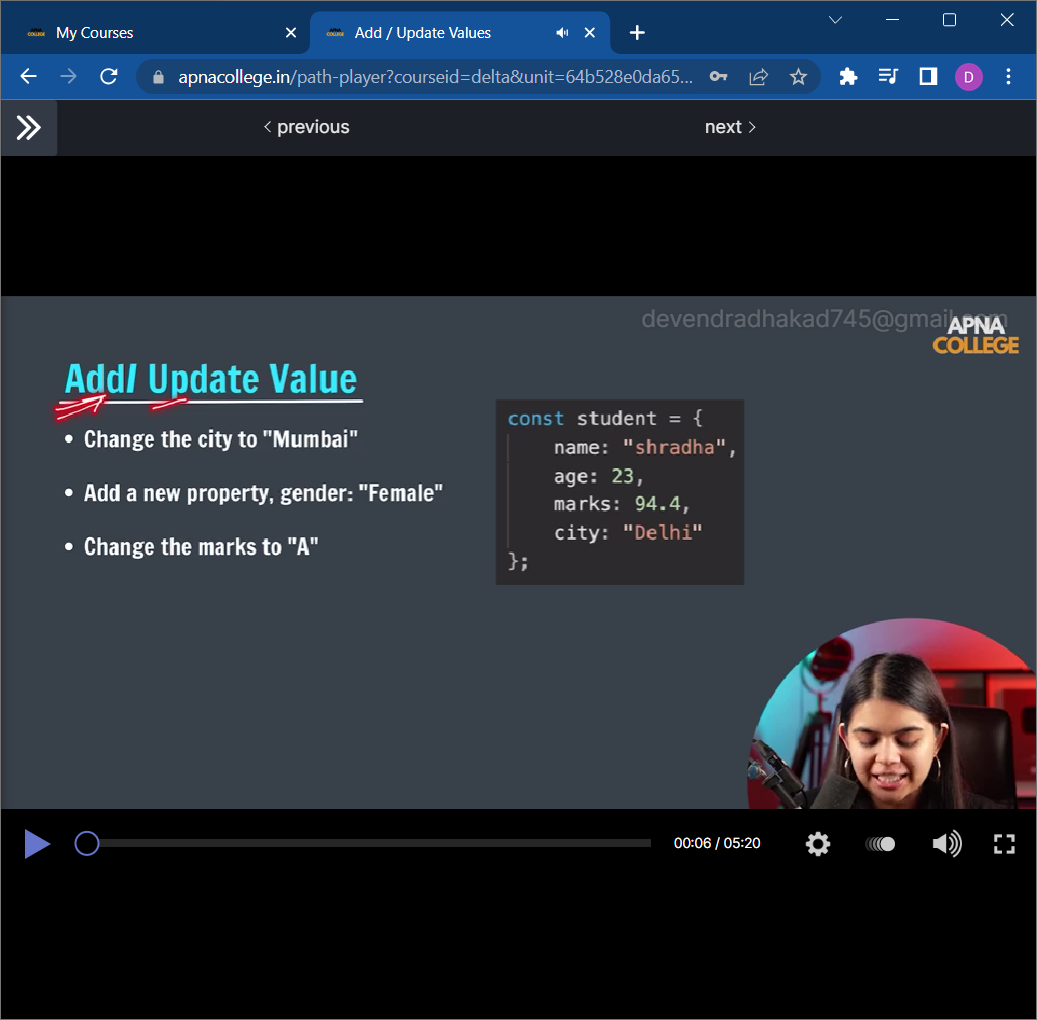 My Courses
Add / Update Values
apnacollege.in/path-player?courseid=delta&unit=64b528e0da65...
D
previous
next
devendradhakad745@gmail.com
APNA
COLLEGE
Add/ Update Value
• Change the city to "Mumbai"
• Add a new property, gender: "Female"
• Change the marks to "A"
const student = {
name: "shradha",
age: 23,
marks: 94.4,
city: "Delhi"
};
00:06 / 05:20